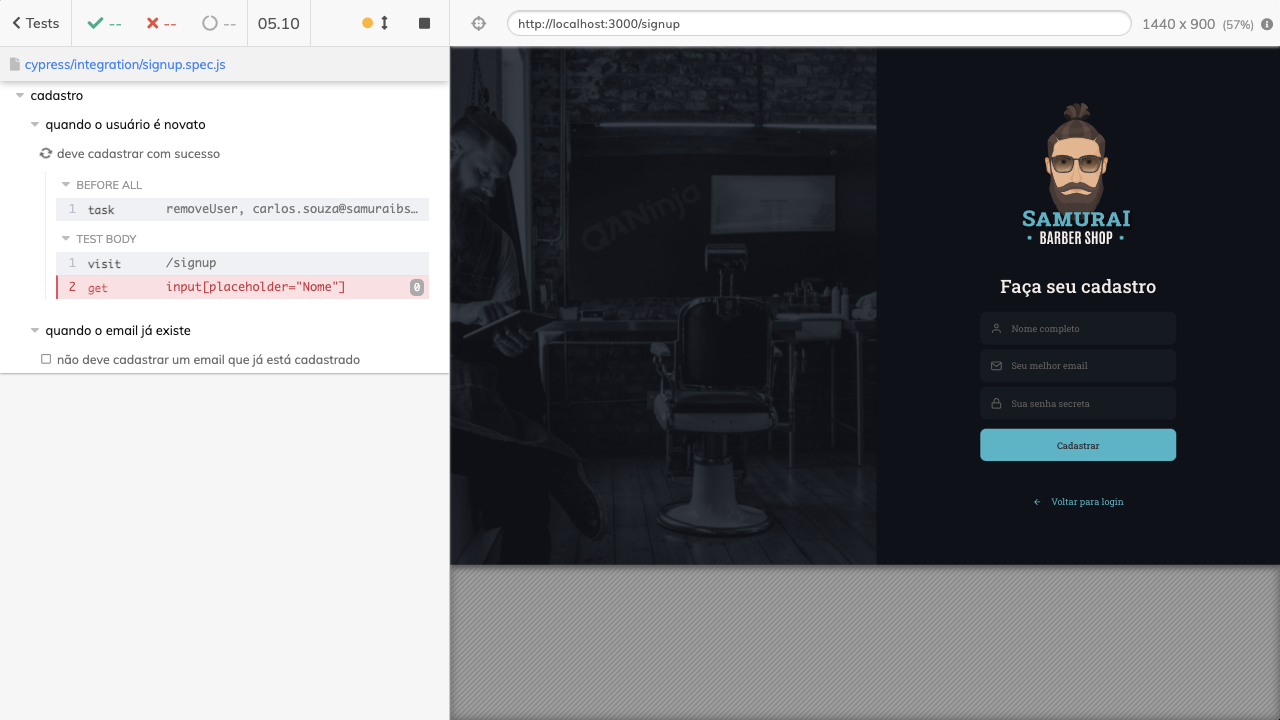 Tests
--
--
--
05.10
http://localhost:3000/signup
1440 x 900 (57%)
cypress/integration/signup.spec.js
cadastro
quando o usuário é novato
deve cadastrar com sucesso
BEFORE ALL
1 task removeUser, carlos.souza@samuraibs…
TEST BODY
1 visit /signup
2 get input[placeholder="Nome"] 0
quando o email já existe
não deve cadastrar um email que já está cadastrado
QANinja
SAMURAI
BARBER SHOP
Faça seu cadastro
Nome completo
Seu melhor email
Sua senha secreta
Cadastrar
Voltar para login